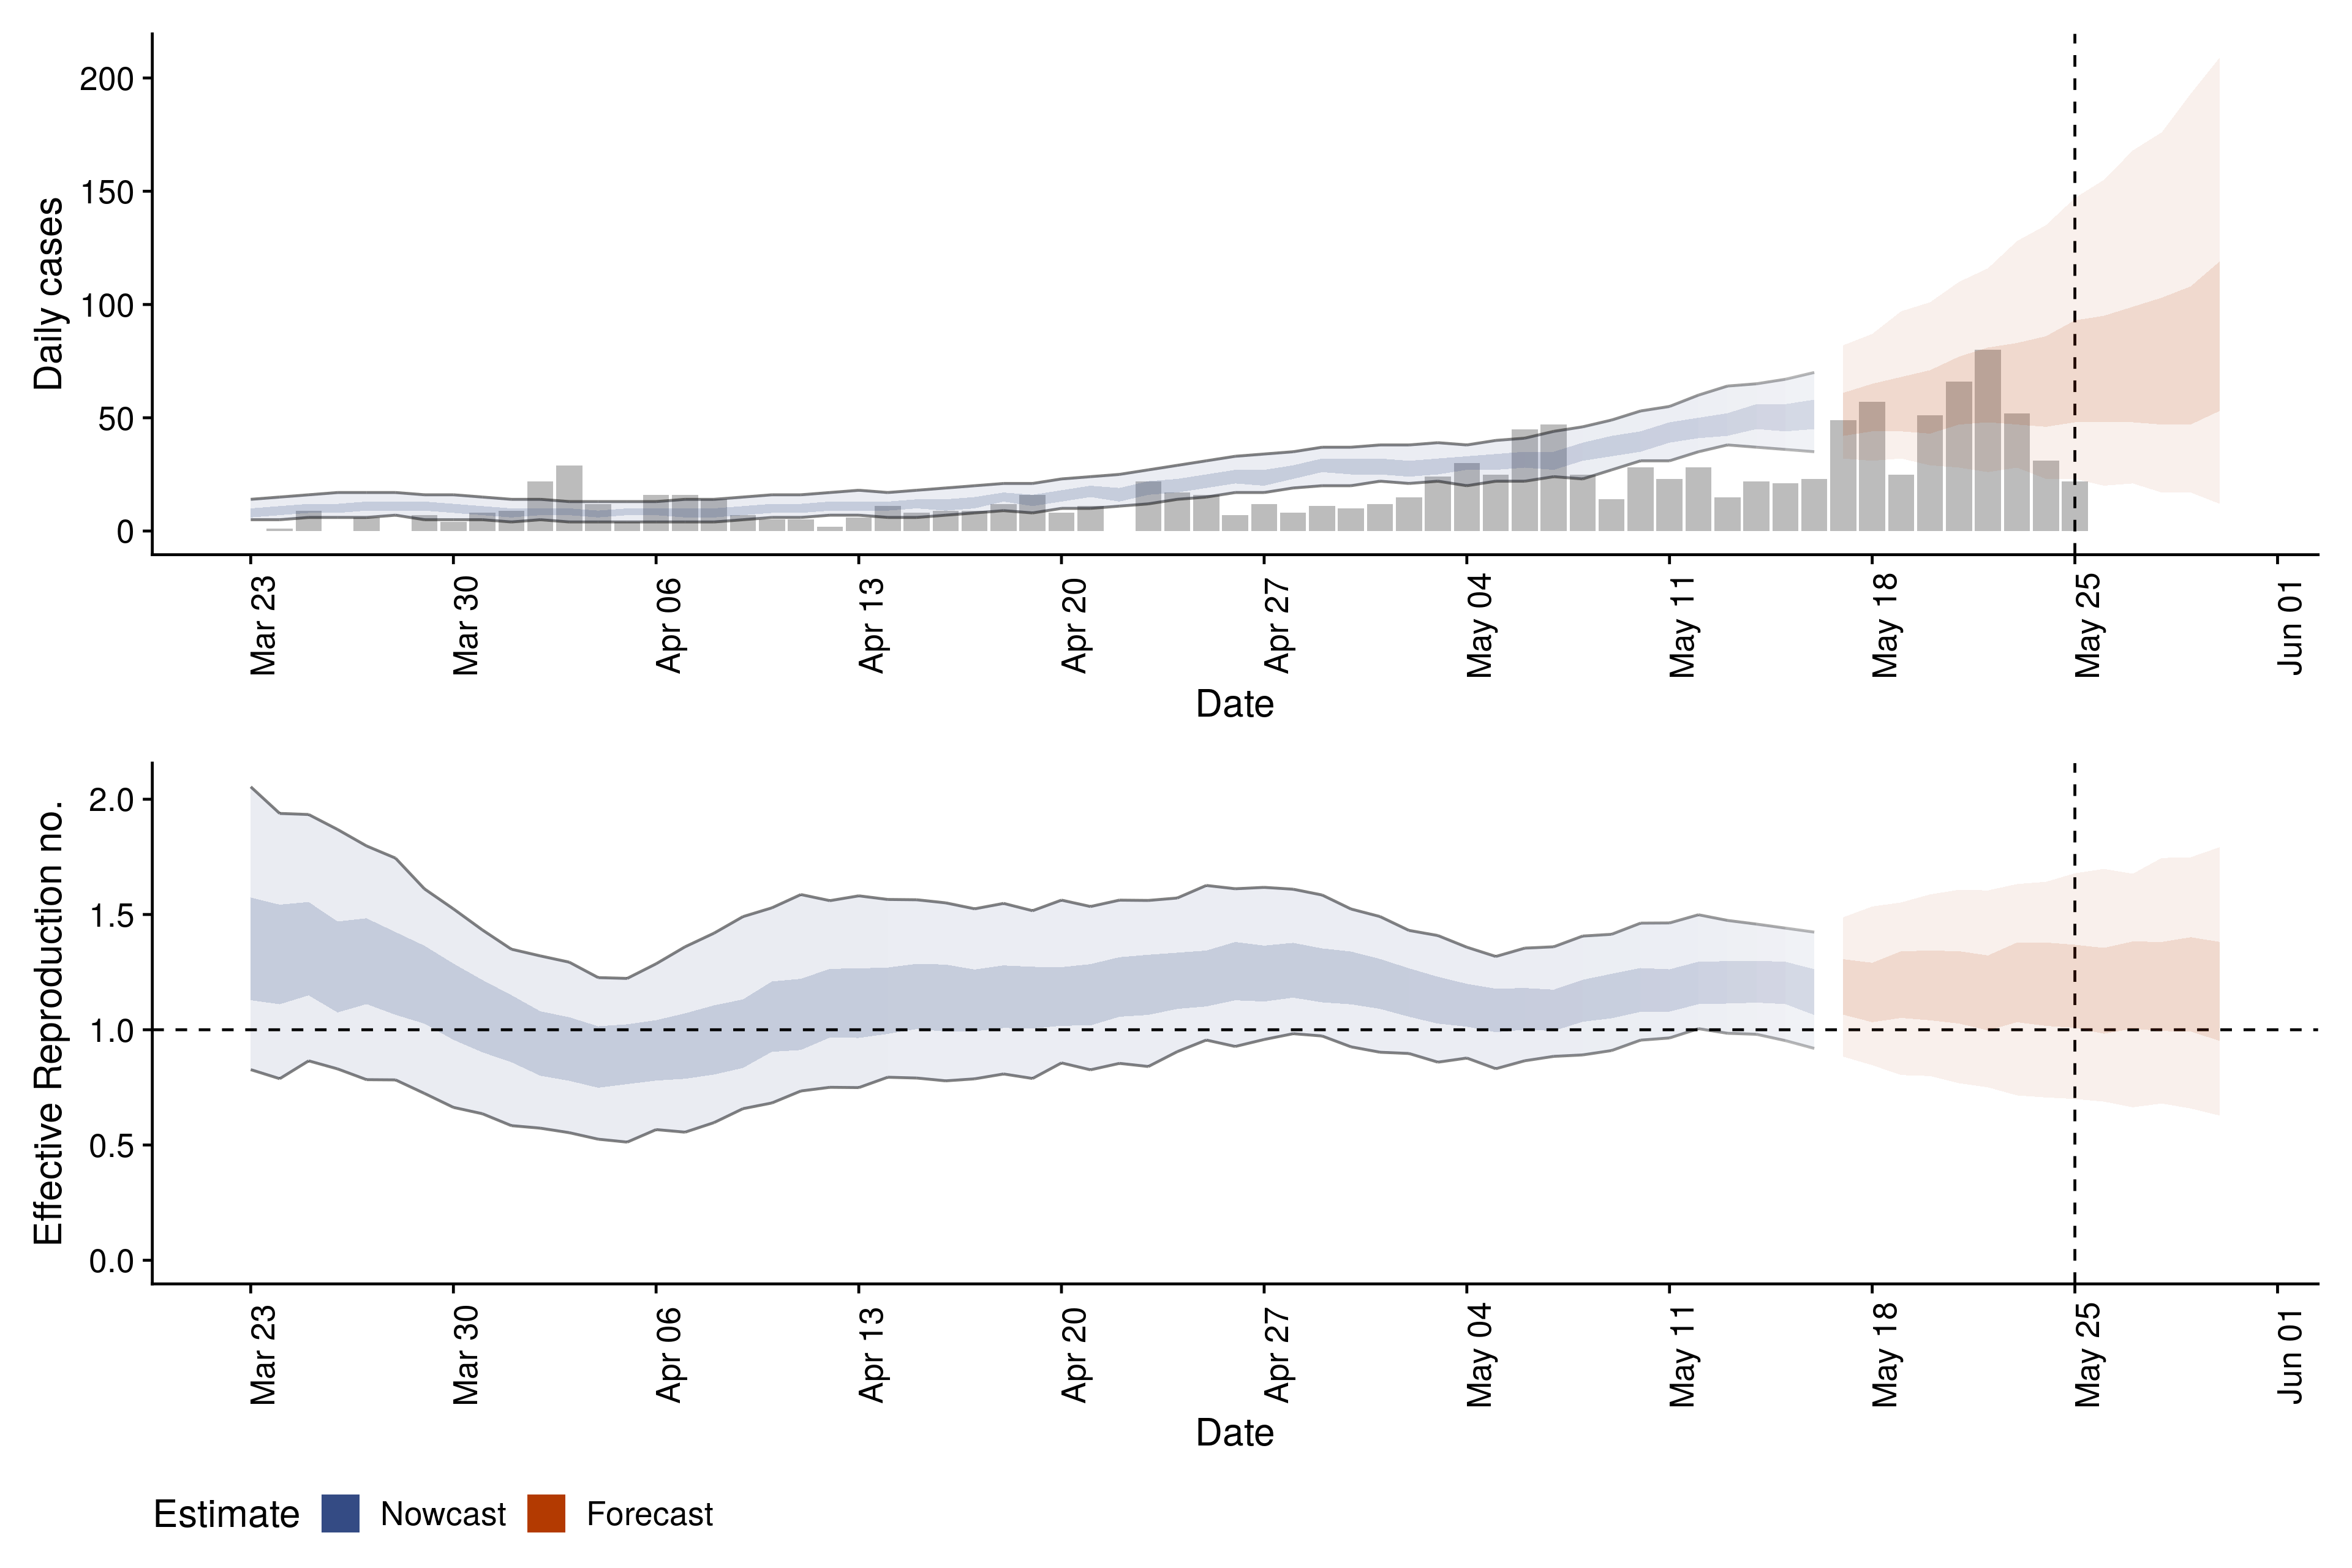 200
150
100
50
0
Daily cases
Mar 23
Mar 30
Apr 06
Apr 13
Apr 20
Apr 27
May 04
May 11
May 18
May 25
Jun 01
Date
2.0
1.5
1.0
0.5
0.0
Effective Reproduction no.
Mar 23
Mar 30
Apr 06
Apr 13
Apr 20
Apr 27
May 04
May 11
May 18
May 25
Jun 01
Date
Estimate Nowcast Forecast